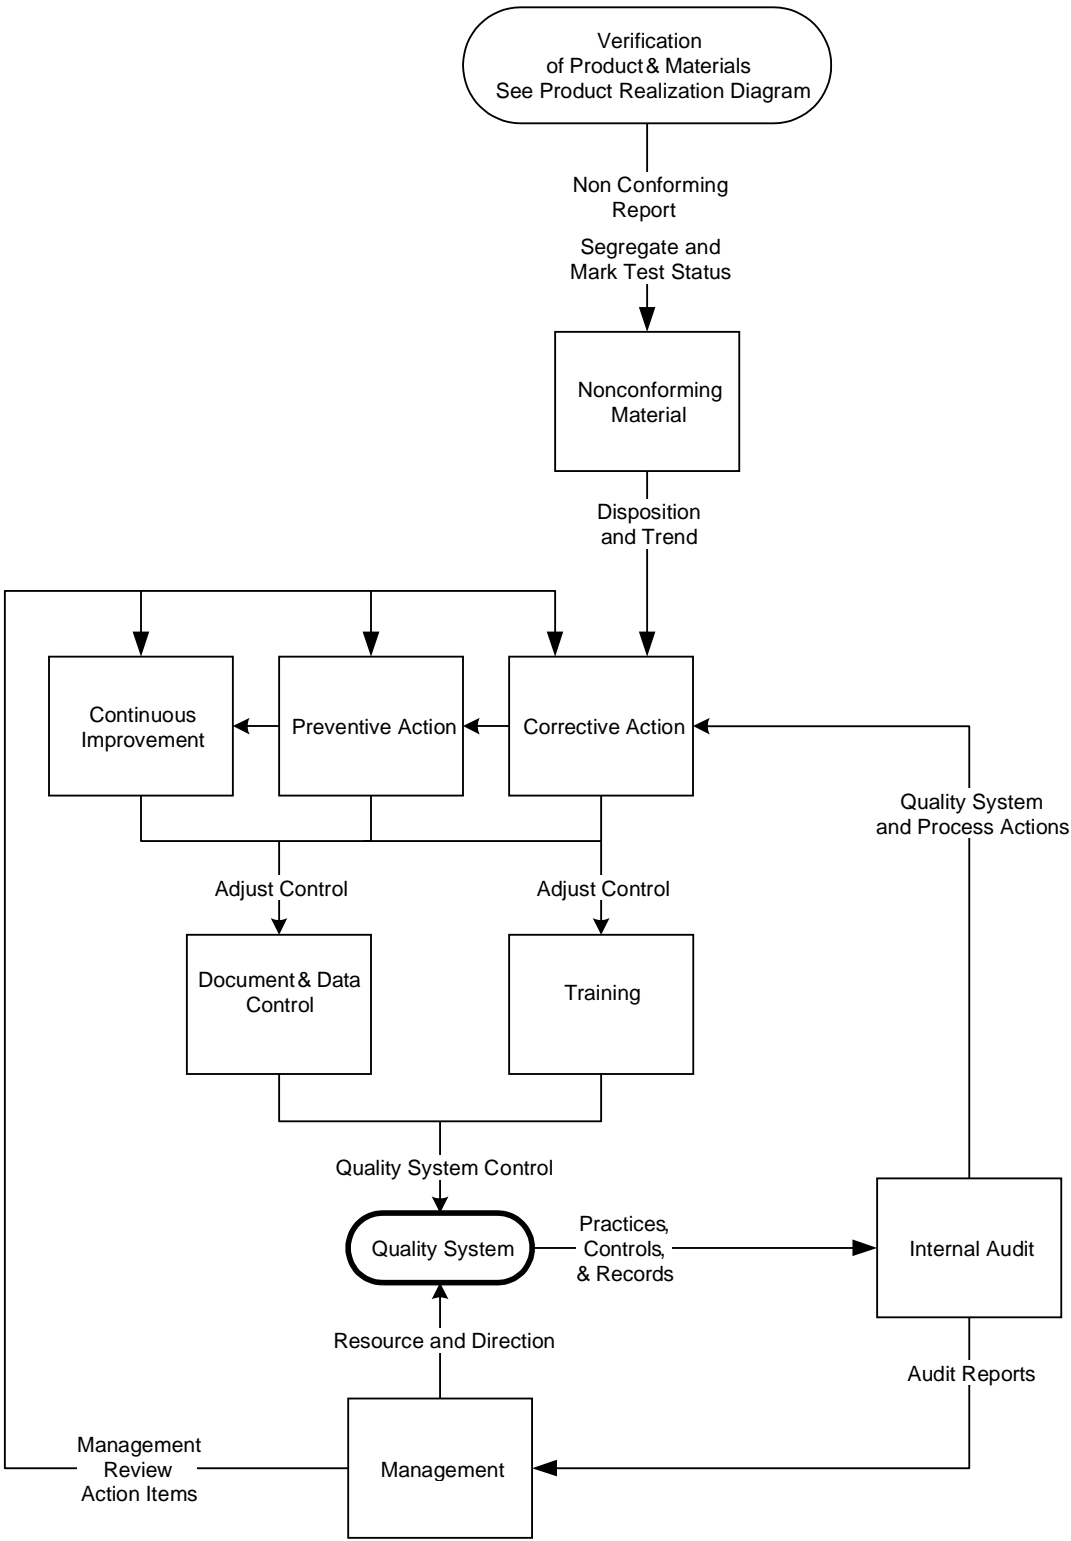 Verification
of Product & Materials
See Product Realization Diagram
Non Conforming
Report
Segregate and
Mark Test Status
Nonconforming
Material
Disposition
and Trend
Continuous
Improvement
Preventive Action
Corrective Action
Quality System
and Process Actions
Adjust Control
Adjust Control
Document & Data
Control
Training
Quality System Control
Quality System
Practices,
Controls,
& Records
Internal Audit
Resource and Direction
Audit Reports
Management
Review
Action Items
Management